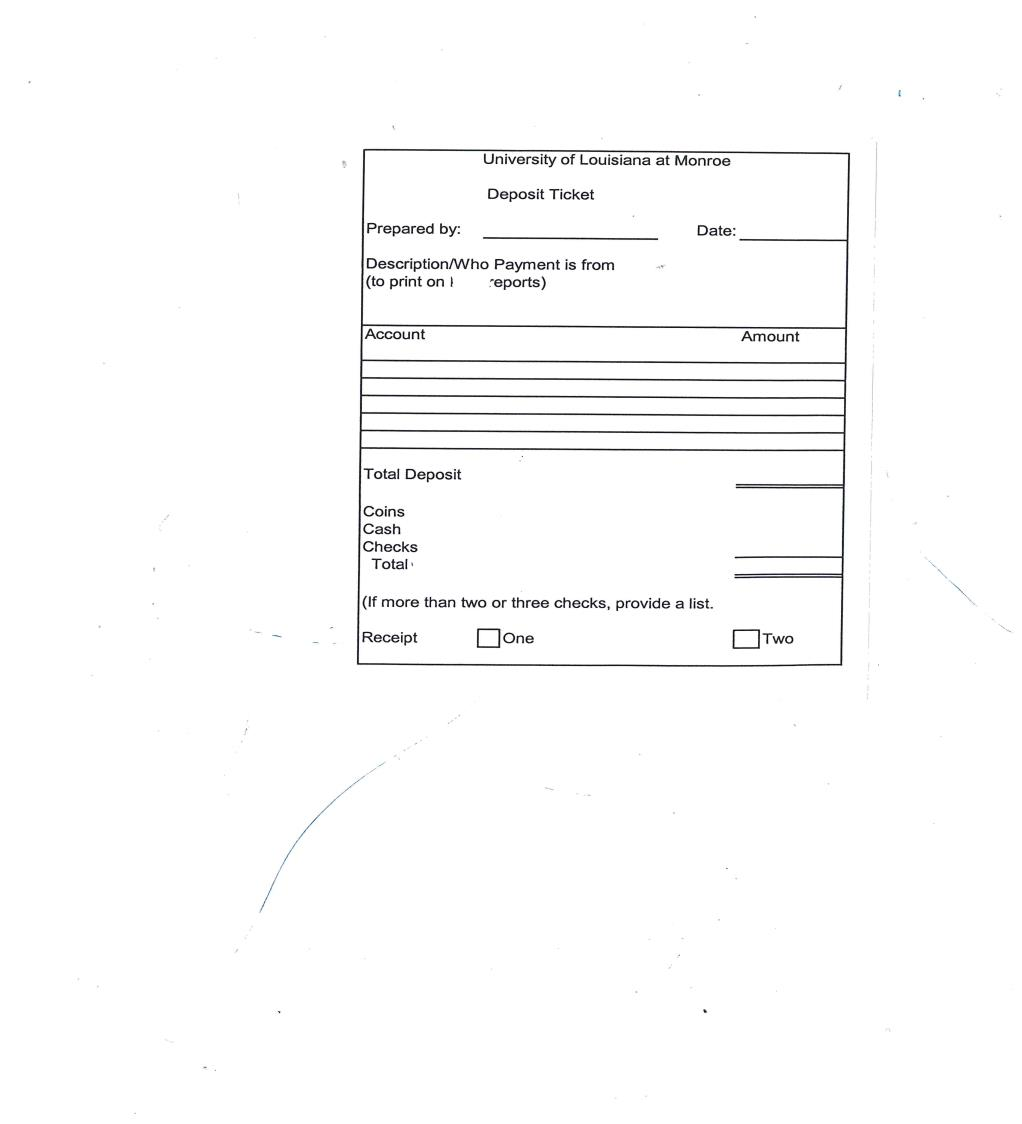 University of Louisiana at Monroe
Deposit Ticket
Prepared by: Date:
Description/Who Payment is from
(to print on reports)
Account Amount
Total Deposit
Coins
Cash
Checks
Total
(If more than two or three checks, provide a list.
Receipt One Two